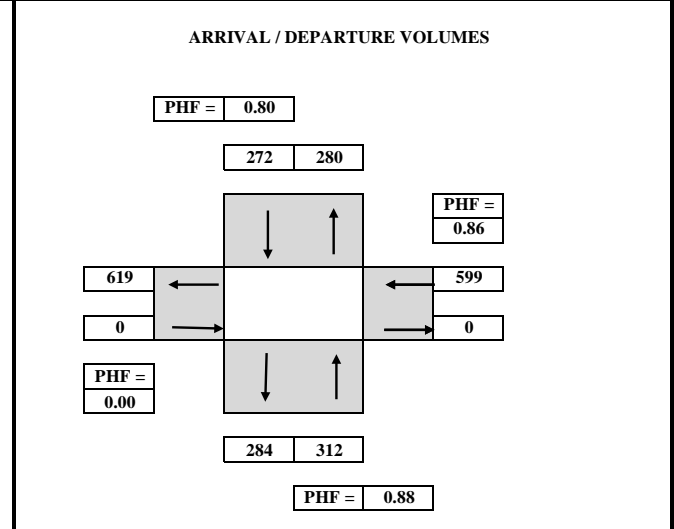 ARRIVAL / DEPARTURE VOLUMES
PHF = 0.80
272 280
PHF =
0.86
619 599
0 0
PHF =
0.00
284 312
PHF = 0.88